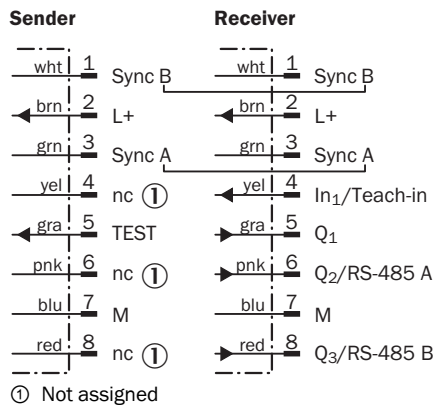 Sender Receiver
wht 1 Sync B wht 1 Sync B
brn 2 L+ brn 2 L+
grn 3 Sync A grn 3 Sync A
yel 4 nc ① yel 4 In₁/Teach-in
gra 5 TEST gra 5 Q₁
pnk 6 nc ① pnk 6 Q₂/RS-485 A
blu 7 M blu 7 M
red 8 nc ① red 8 Q₃/RS-485 B
① Not assigned